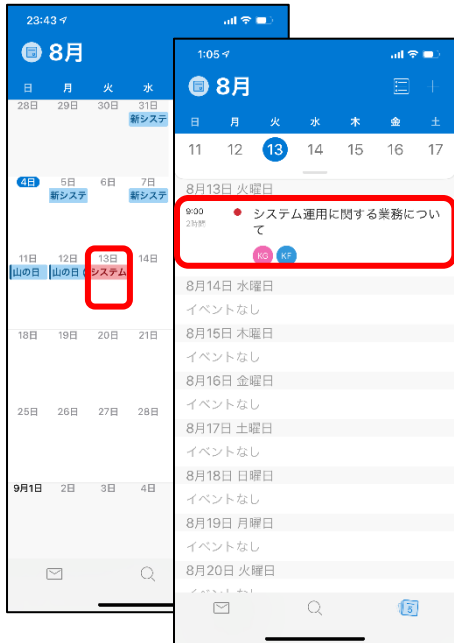 23:43
8月
日 月 火 水
28日 29日 30日 31日
新システ
4日 5日 6日 7日
新システ 新システ
11日 12日 13日 14日
山の日 山の日 ( システム
18日 19日 20日 21日
25日 26日 27日 28日
9月1日 2日 3日 4日
1:05
8月
日 月 火 水 木 金 土
11 12 13 14 15 16 17
8月13日 火曜日
9:00 システム運用に関する業務につい
2時間 て
KG KF
8月14日 水曜日
イベントなし
8月15日 木曜日
イベントなし
8月16日 金曜日
イベントなし
8月17日 土曜日
イベントなし
8月18日 日曜日
イベントなし
8月19日 月曜日
イベントなし
8月20日 火曜日